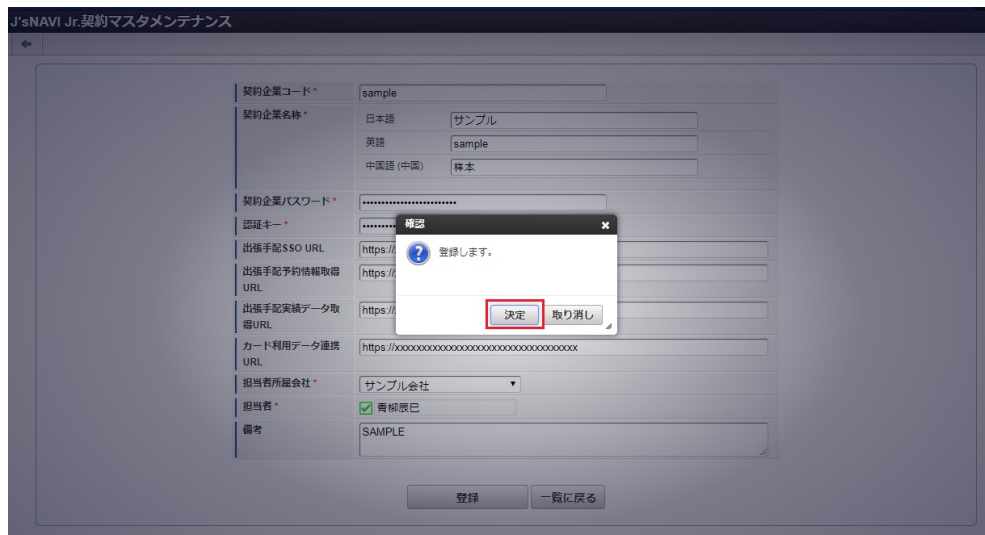 J'sNAVI Jr.契約マスタメンテナンス
契約企業コード*
sample
契約企業名称*
日本語
サンプル
英語
sample
中国語 (中国)
样本
契約企業パスワード*
認証キー*
出張手配SSO URL
https://
出張手配予約情報取得
URL
https://
出張手配実績データ取
得URL
https://
カード利用データ連携
URL
https://xxxxxxxxxxxxxxxxxxxxxxxxxxxxxxxxx
担当者所属会社*
サンプル会社
担当者*
青柳辰巳
備考
SAMPLE
登録
一覧に戻る
確認
登録します。
決定
取り消し